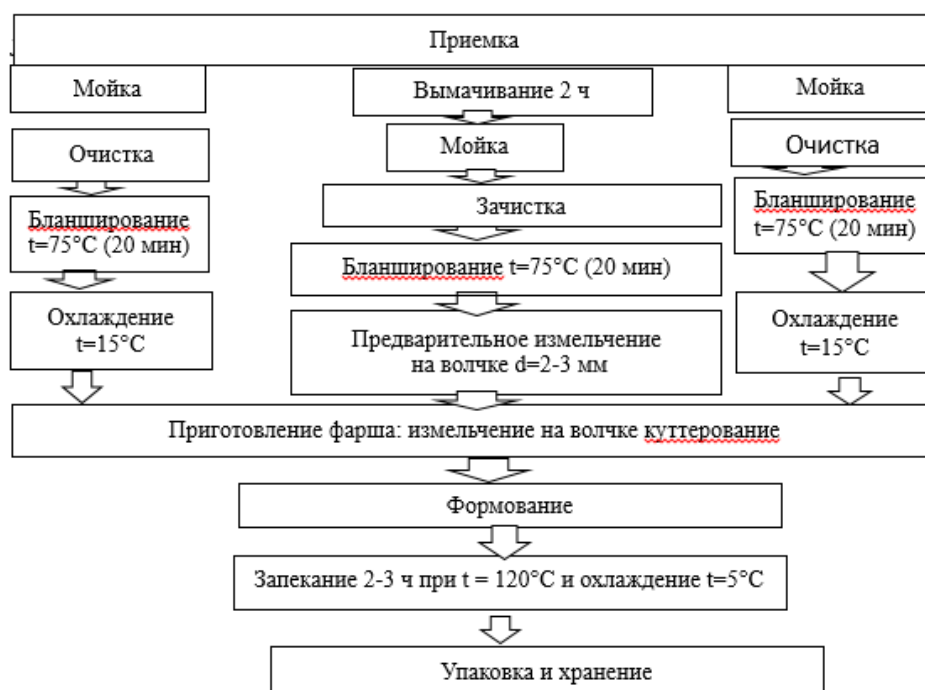 Приемка
Мойка
Вымачивание 2 ч
Мойка
Очистка
Мойка
Очистка
Зачистка
Бланширование
t=75°C (20 мин)
Бланширование t=75°C (20 мин)
Бланширование
t=75°C (20 мин)
Охлаждение
t=15°C
Предварительное измельчение
на волчке d=2-3 мм
Охлаждение
t=15°C
Приготовление фарша: измельчение на волчке куттерование
Формование
Запекание 2-3 ч при t = 120°C и охлаждение t=5°C
Упаковка и хранение